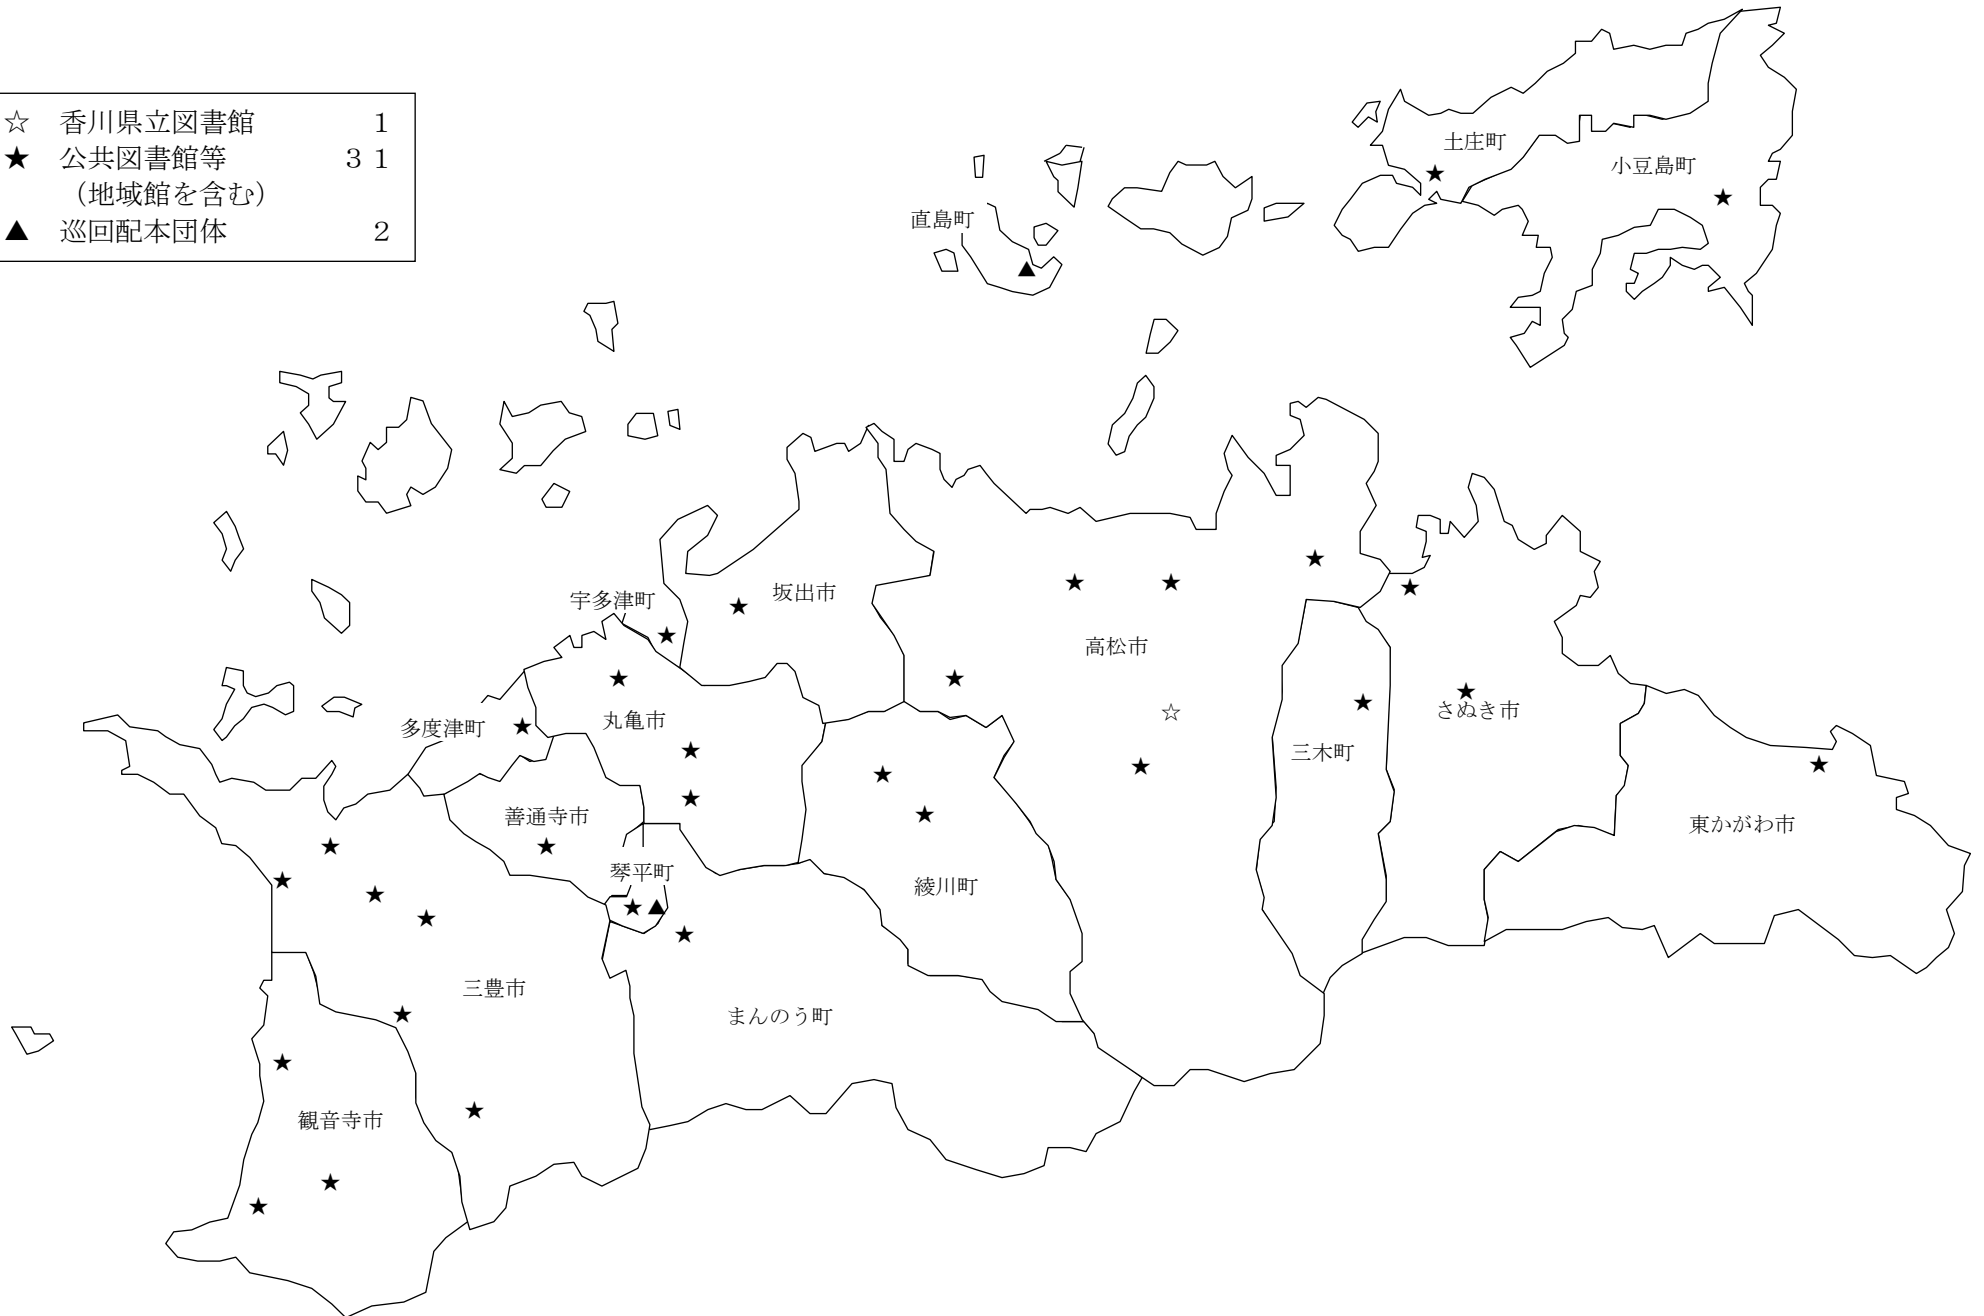 ☆ 香川県立図書館 1
★ 公共図書館等 31
（地域館を含む）
▲ 巡回配本団体 2
土庄町
小豆島町
直島町
宇多津町
坂出市
高松市
多度津町
丸亀市
さぬき市
三木町
善通寺市
東かがわ市
琴平町
綾川町
三豊市
まんのう町
観音寺市